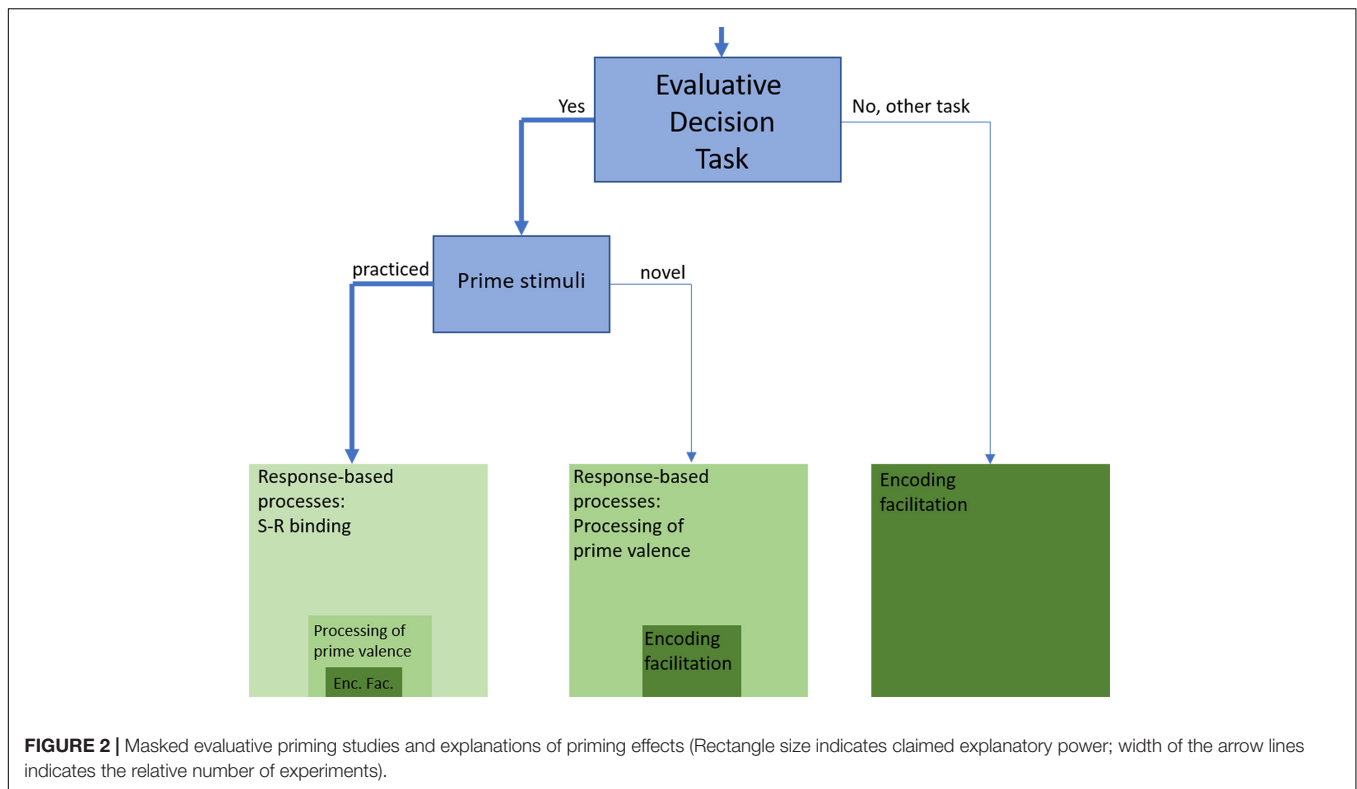 Evaluative
Decision
Task
Yes
No, other task
Prime stimuli
practiced
novel
Response-based
processes:
S-R binding
Processing of
prime valence
Enc. Fac.
Response-based
processes:
Processing of
prime valence
Encoding
facilitation
Encoding
facilitation
FIGURE 2 | Masked evaluative priming studies and explanations of priming effects (Rectangle size indicates claimed explanatory power; width of the arrow lines
indicates the relative number of experiments).